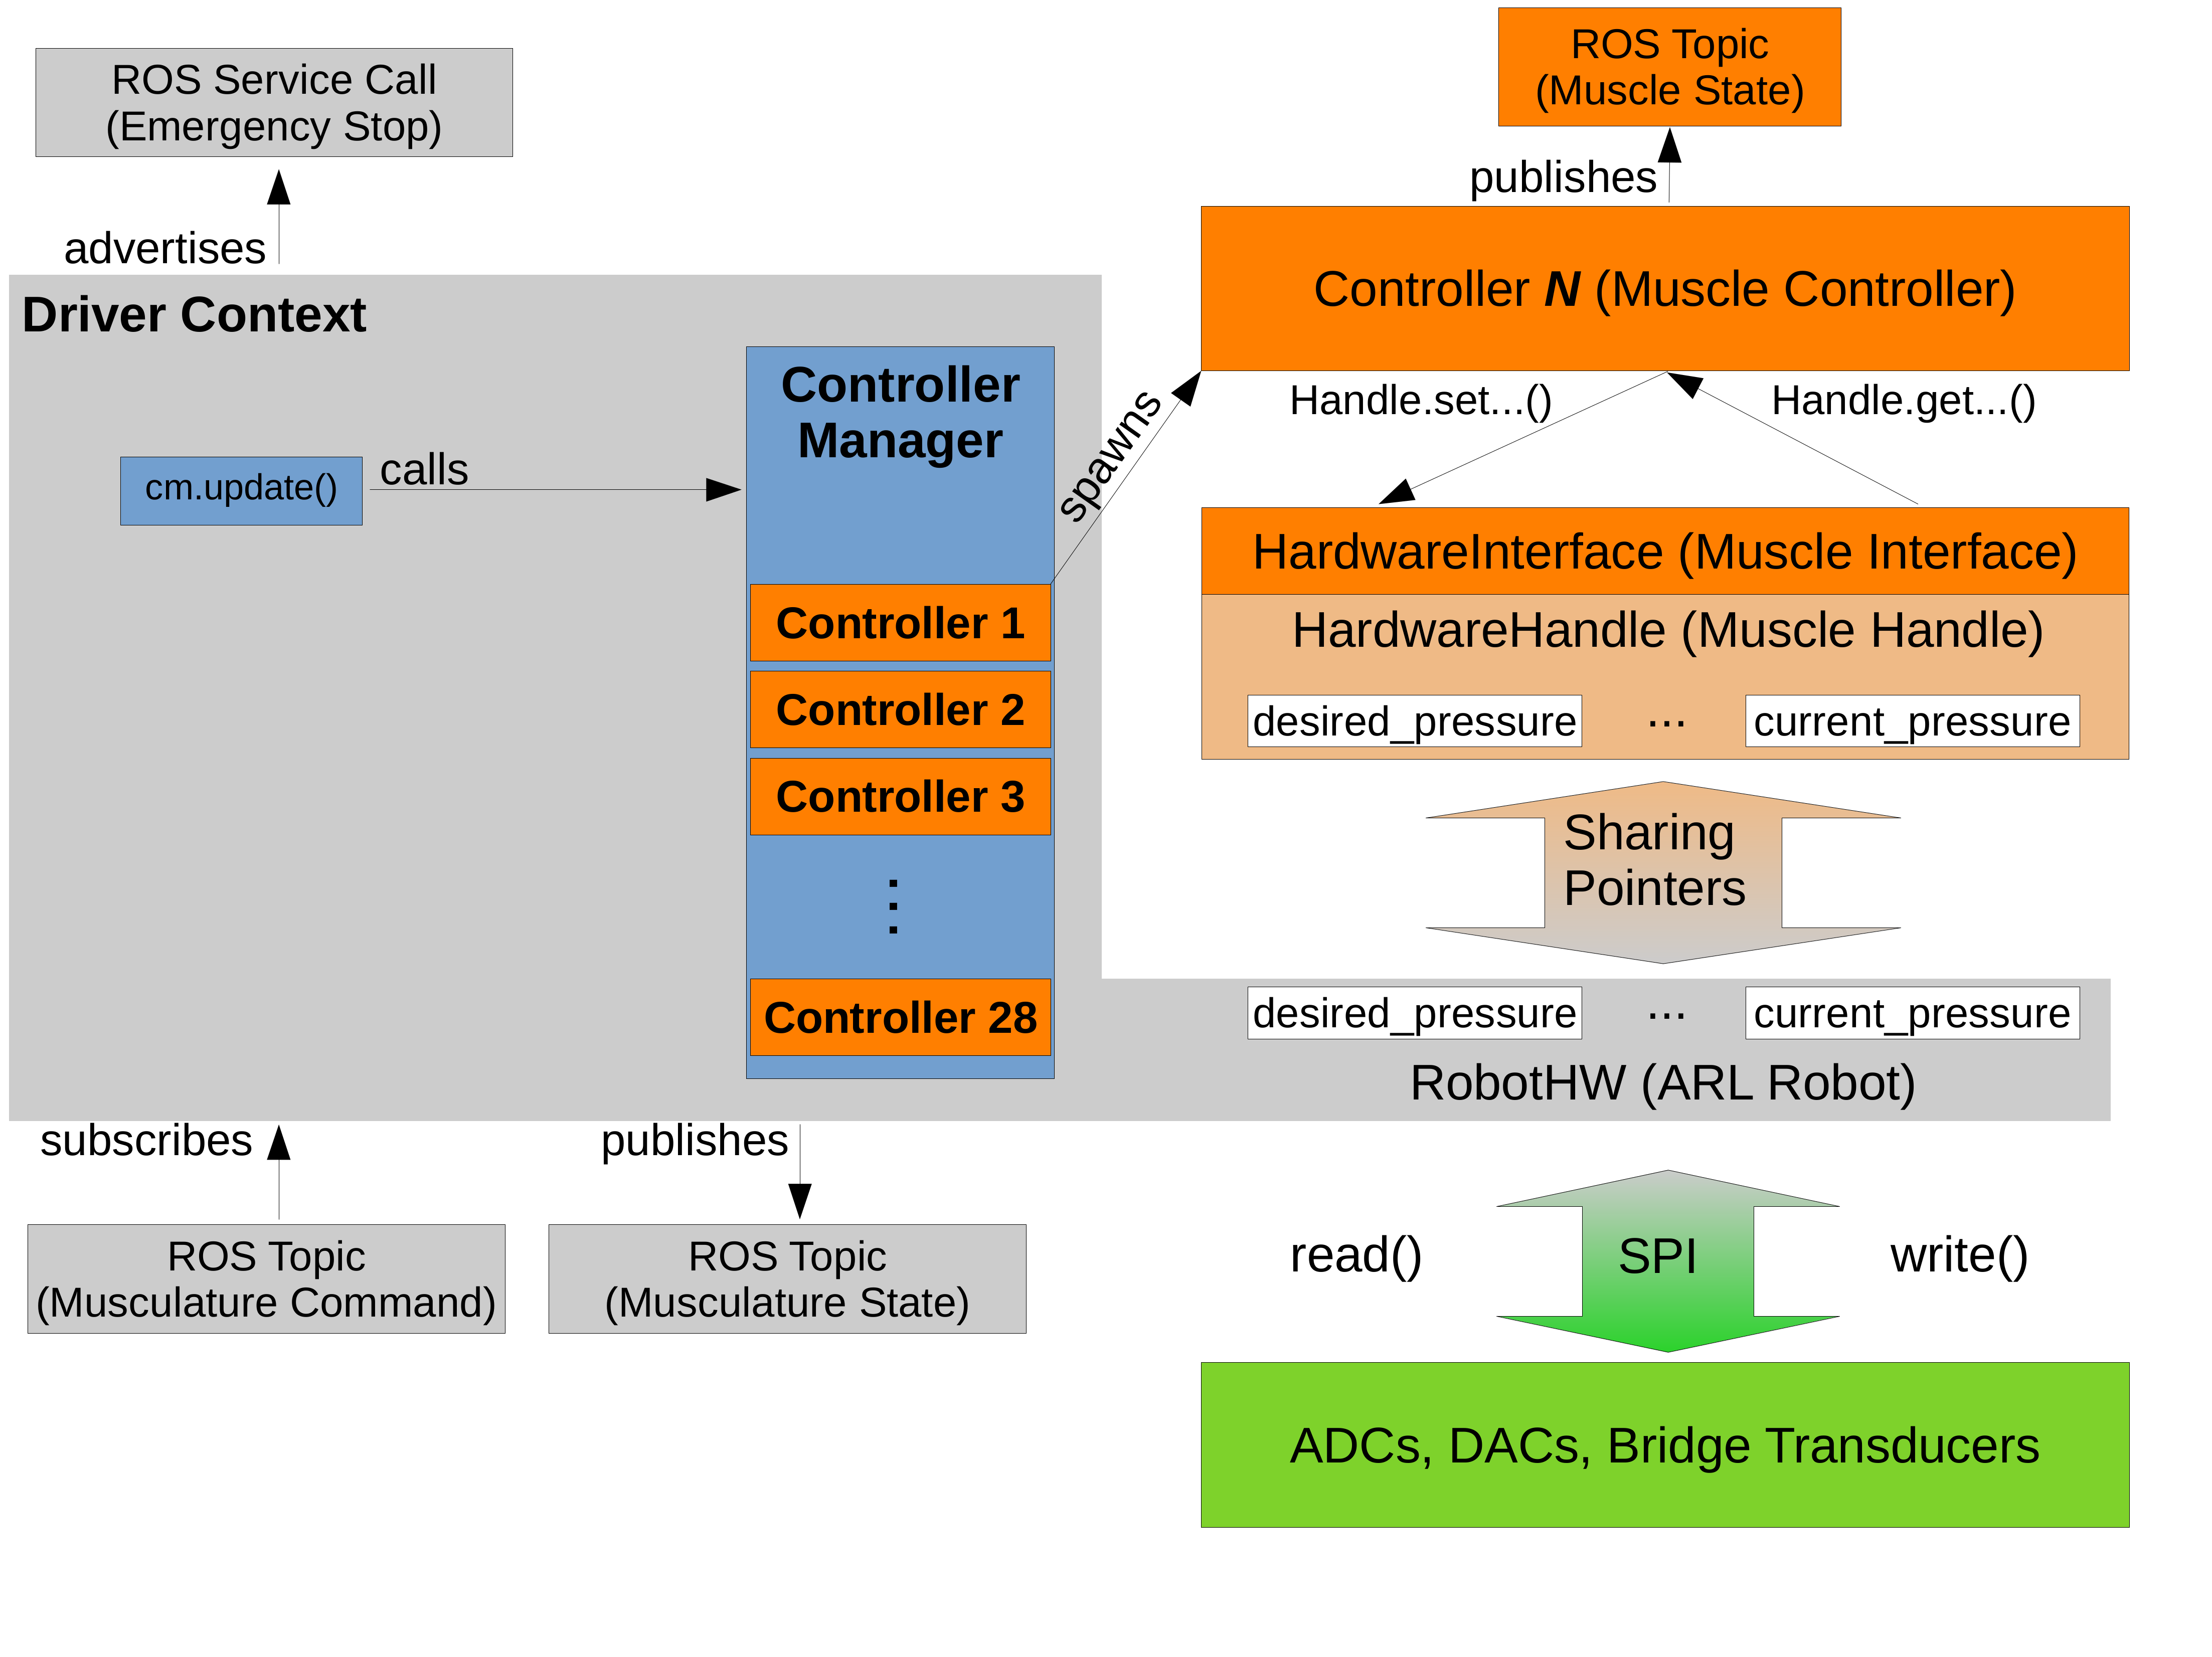 ROS Service Call
(Emergency Stop)
advertises
Driver Context
cm.update()
calls
Controller
Manager
Controller 1
Controller 2
Controller 3
...
Controller 28
spawns
subscribes
ROS Topic
(Musculature Command)
publishes
ROS Topic
(Musculature State)
ROS Topic
(Muscle State)
publishes
Controller N (Muscle Controller)
Handle.set...()
Handle.get...()
HardwareInterface (Muscle Interface)
HardwareHandle (Muscle Handle)
desired_pressure ... current_pressure
Sharing
Pointers
desired_pressure ... current_pressure
RobotHW (ARL Robot)
read() SPI write()
ADCs, DACs, Bridge Transducers